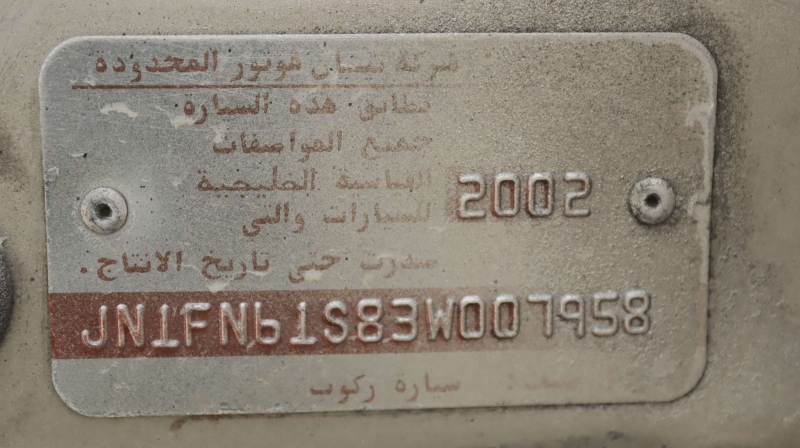 شركة نيسان موتور المحدودة
تطابق هذه السيارة
جميع المواصفات
القياسية الخليجية 2002
للسيارات والتي
صدرت حتى تاريخ الانتاج.
JN1FN61S83W007958
سيارة ركوب